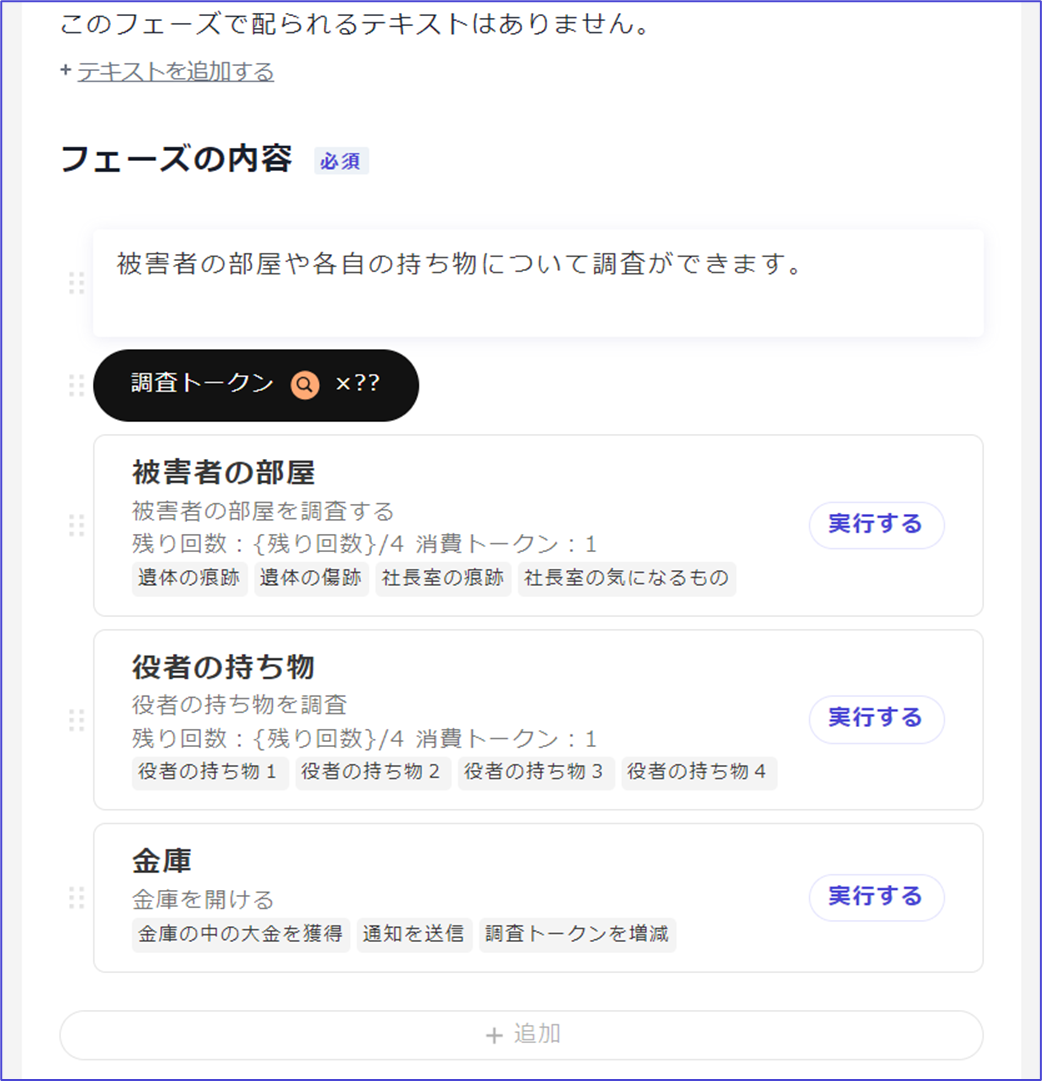 このフェーズで配られるテキストはありません。
+ テキストを追加する
フェーズの内容 必須
被害者の部屋や各自の持ち物について調査ができます。
調査トークン ×??
被害者の部屋
被害者の部屋を調査する
残り回数：{残り回数}/4 消費トークン：1
遺体の痕跡 遺体の傷跡 社長室の痕跡 社長室の気になるもの
実行する
役者の持ち物
役者の持ち物を調査
残り回数：{残り回数}/4 消費トークン：1
役者の持ち物１ 役者の持ち物２ 役者の持ち物３ 役者の持ち物４
実行する
金庫
金庫を開ける
金庫の中の大金を獲得 通知を送信 調査トークンを増減
実行する
+ 追加